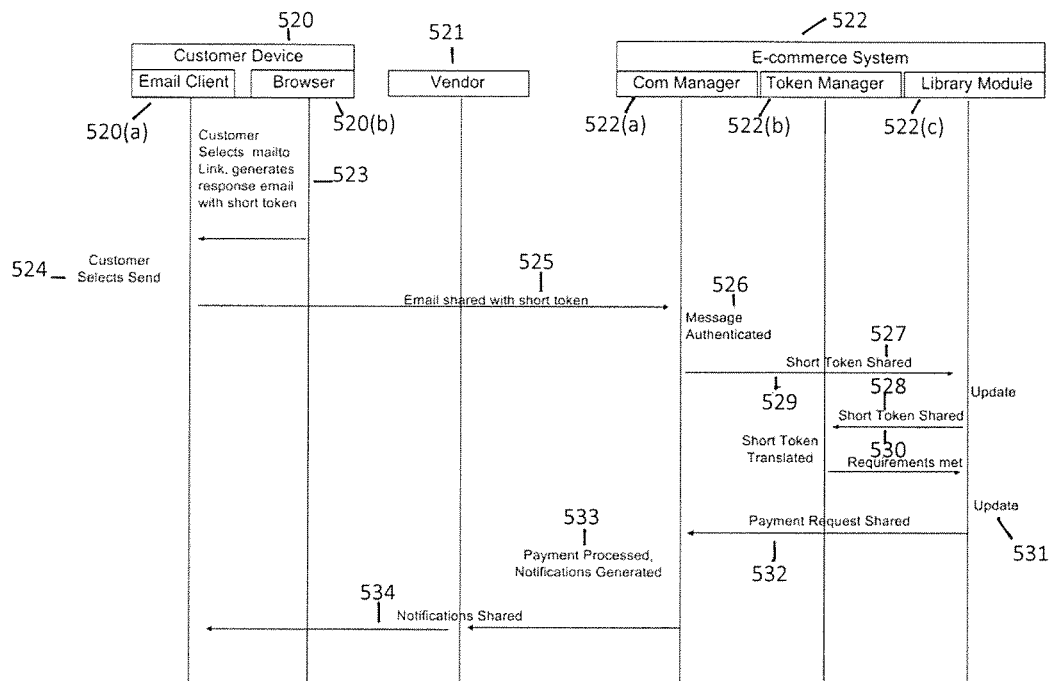 520
521
522
Customer Device
E-commerce System
Email Client
Browser
Vendor
Com Manager
Token Manager
Library Module
520(a)
520(b)
522(a)
522(b)
522(c)
Customer
Selects mailto
Link, generates
response email
with short token
523
524
Customer
Selects Send
525
Email shared with short token
526
Message
Authenticated
527
Short Token Shared
529
528
Update
Short Token Shared
Short Token
Translated
530
Requirements met
Update
Payment Request Shared
531
532
533
Payment Processed,
Notifications Generated
534
Notifications Shared